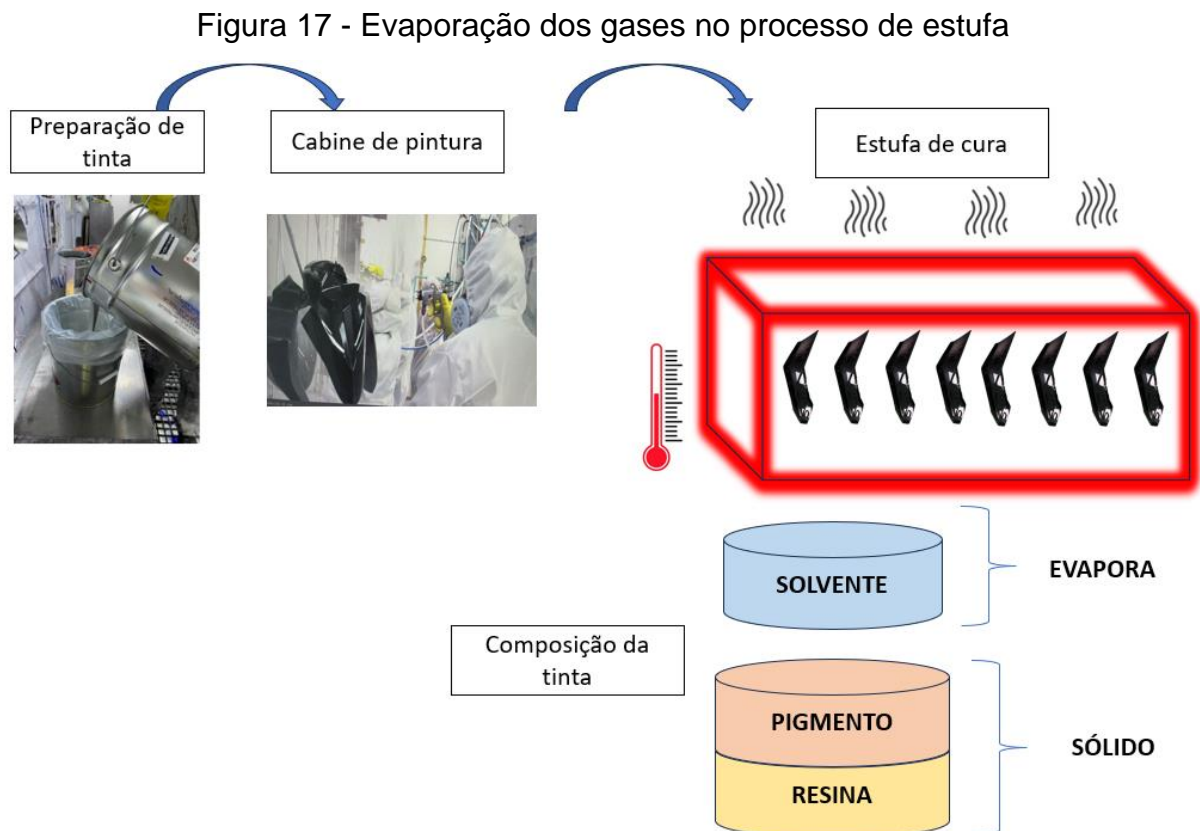 Figura 17 - Evaporação dos gases no processo de estufa
Preparação de
tinta
Cabine de pintura
Estufa de cura
SOLVENTE
EVAPORA
Composição da
tinta
PIGMENTO
SÓLIDO
RESINA